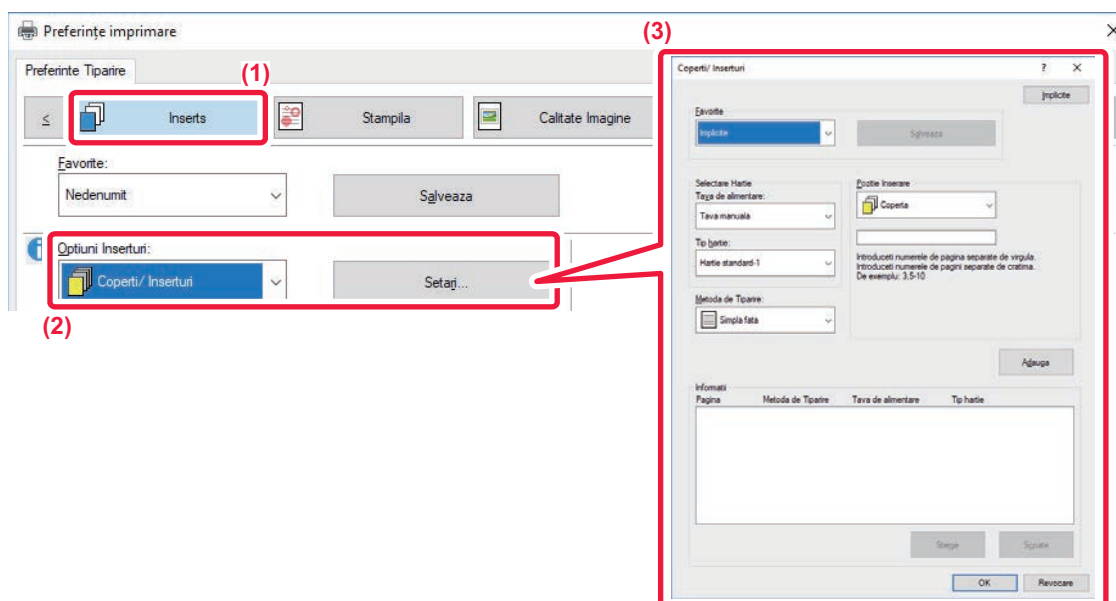 Preferințe imprimare
Preferinte Tiparire
(1)
Inserts
Stampila
Calitate Imagine
Favorite:
Nedenumit
Salveaza
Optiuni Inserturi:
Coperti/ Inserturi
Setari...
(2)
(3)
Coperti/ Inserturi
?
Implicite
Favorite
Implicite
Salveaza
Selectare Hartie
Tava de alimentare:
Tava manuala
Tip hartie:
Hartie standard-1
Metoda de Tiparire:
Simpla fata
Pozitie Inserare
Coperta
Introduceti numerele de pagina separate de virgula.
Introduceti numerele de pagini separate de cratima.
De exemplu: 3,5-10
Adauga
Informatii
Pagina Metoda de Tiparire Tava de alimentare Tip hartie
Sterge
OK Revocare